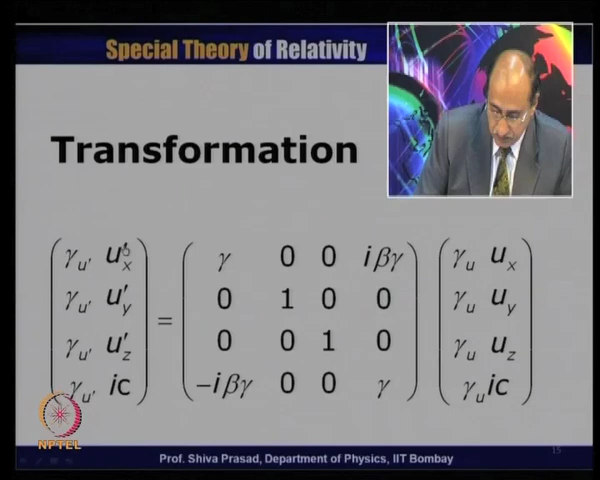 Special Theory of Relativity
Transformation
γu' u'x = γ 0 0 iβγ γu ux
γu' u'y 0 1 0 0 γu uy
γu' u'z 0 0 1 0 γu uz
γu' ic -iβγ 0 0 γ γu ic
NPTEL
Prof. Shiva Prasad, Department of Physics, IIT Bombay
15